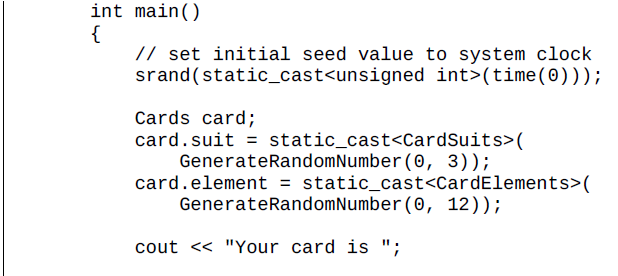 int main()
{
// set initial seed value to system clock
srand(static_cast<unsigned int>(time(0)));
Cards card;
card.suit = static_cast<CardSuits>(
GenerateRandomNumber(0, 3));
card.element = static_cast<CardElements>(
GenerateRandomNumber(0, 12));
cout << "Your card is ";